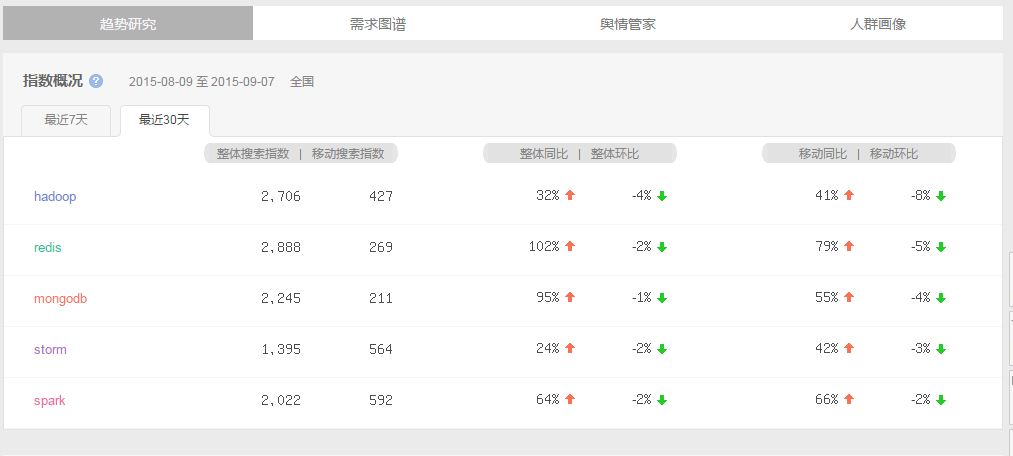 趋势研究 需求图谱 舆情管家 人群画像
指数概况 ? 2015-08-09 至 2015-09-07 全国
最近7天 最近30天
整体搜索指数 | 移动搜索指数 整体同比 | 整体环比 移动同比 | 移动环比
hadoop 2,706 427 32% -4% 41% -8%
redis 2,888 269 102% -2% 79% -5%
mongodb 2,245 211 95% -1% 55% -4%
storm 1,395 564 24% -2% 42% -3%
spark 2,022 592 64% -2% 66% -2%